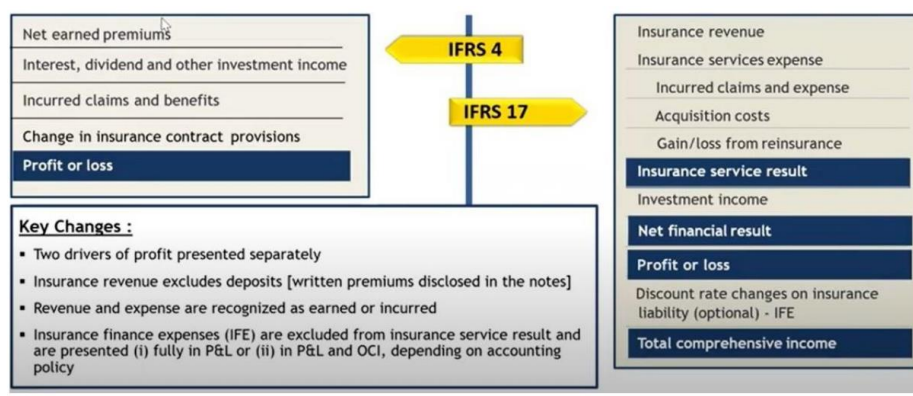 Net earned premiums
Interest, dividend and other investment income
Incurred claims and benefits
Change in insurance contract provisions
Profit or loss
IFRS 4
IFRS 17
Insurance revenue
Insurance services expense
Incurred claims and expense
Acquisition costs
Gain/loss from reinsurance
Insurance service result
Investment income
Net financial result
Profit or loss
Discount rate changes on insurance
liability (optional) - IFE
Total comprehensive income
Key Changes :
▪ Two drivers of profit presented separately
▪ Insurance revenue excludes deposits [written premiums disclosed in the notes]
▪ Revenue and expense are recognized as earned or incurred
▪ Insurance finance expenses (IFE) are excluded from insurance service result and
are presented (i) fully in P&L or (ii) in P&L and OCI, depending on accounting
policy